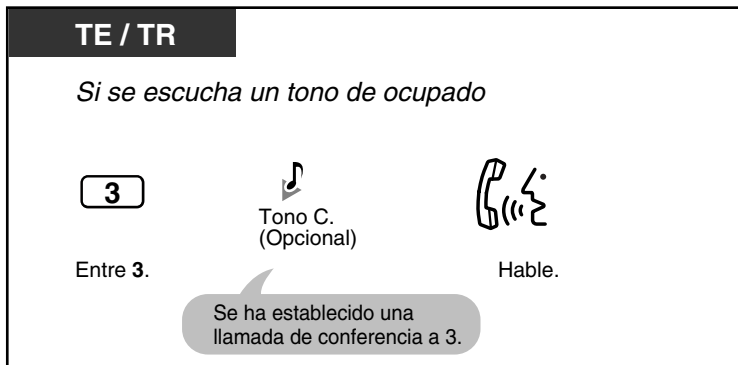 TE / TR
Si se escucha un tono de ocupado
3
Tono C.
(Opcional)
Entre 3.
Hable.
Se ha establecido una
llamada de conferencia a 3.